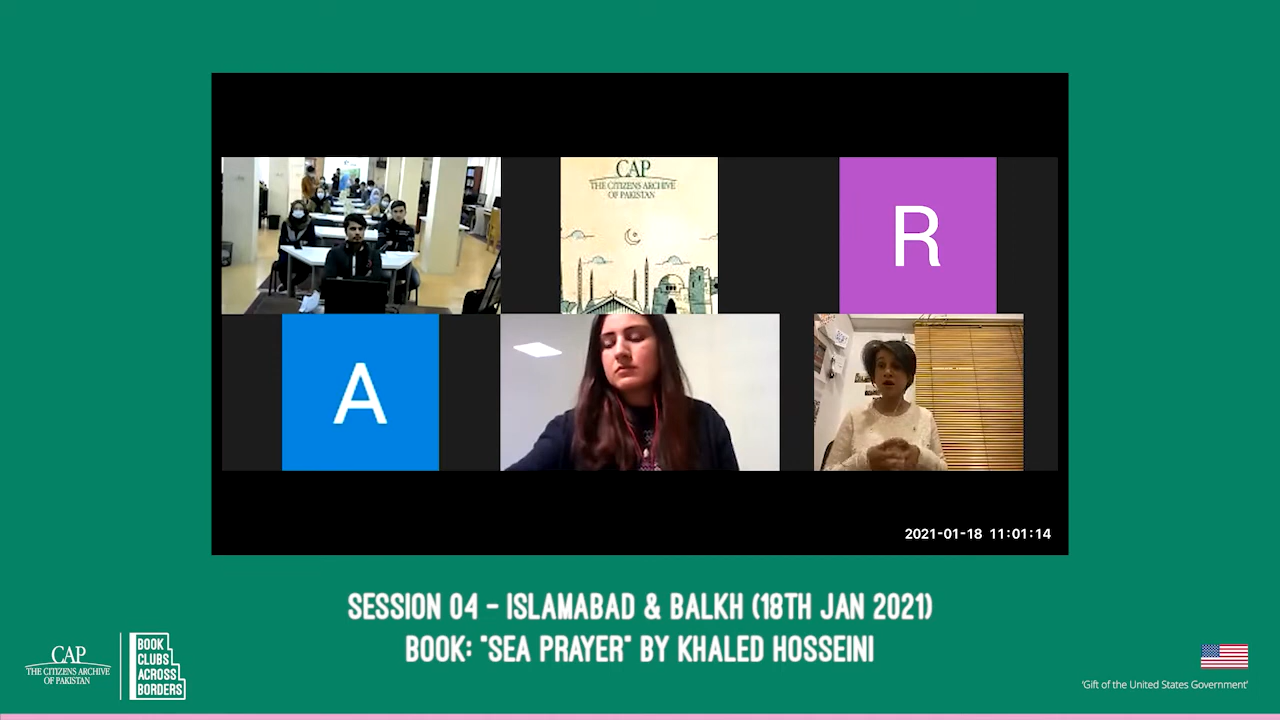 CAP
THE CITIZENS ARCHIVE
OF PAKISTAN
R
A
2021-01-18 11:01:14
SESSION 04 - ISLAMABAD & BALKH (18TH JAN 2021)
BOOK: "SEA PRAYER" BY KHALED HOSSEINI
CAP
THE CITIZENS ARCHIVE
OF PAKISTAN
BOOK
CLUBS
ACROSS
BORDERS
'Gift of the United States Government'